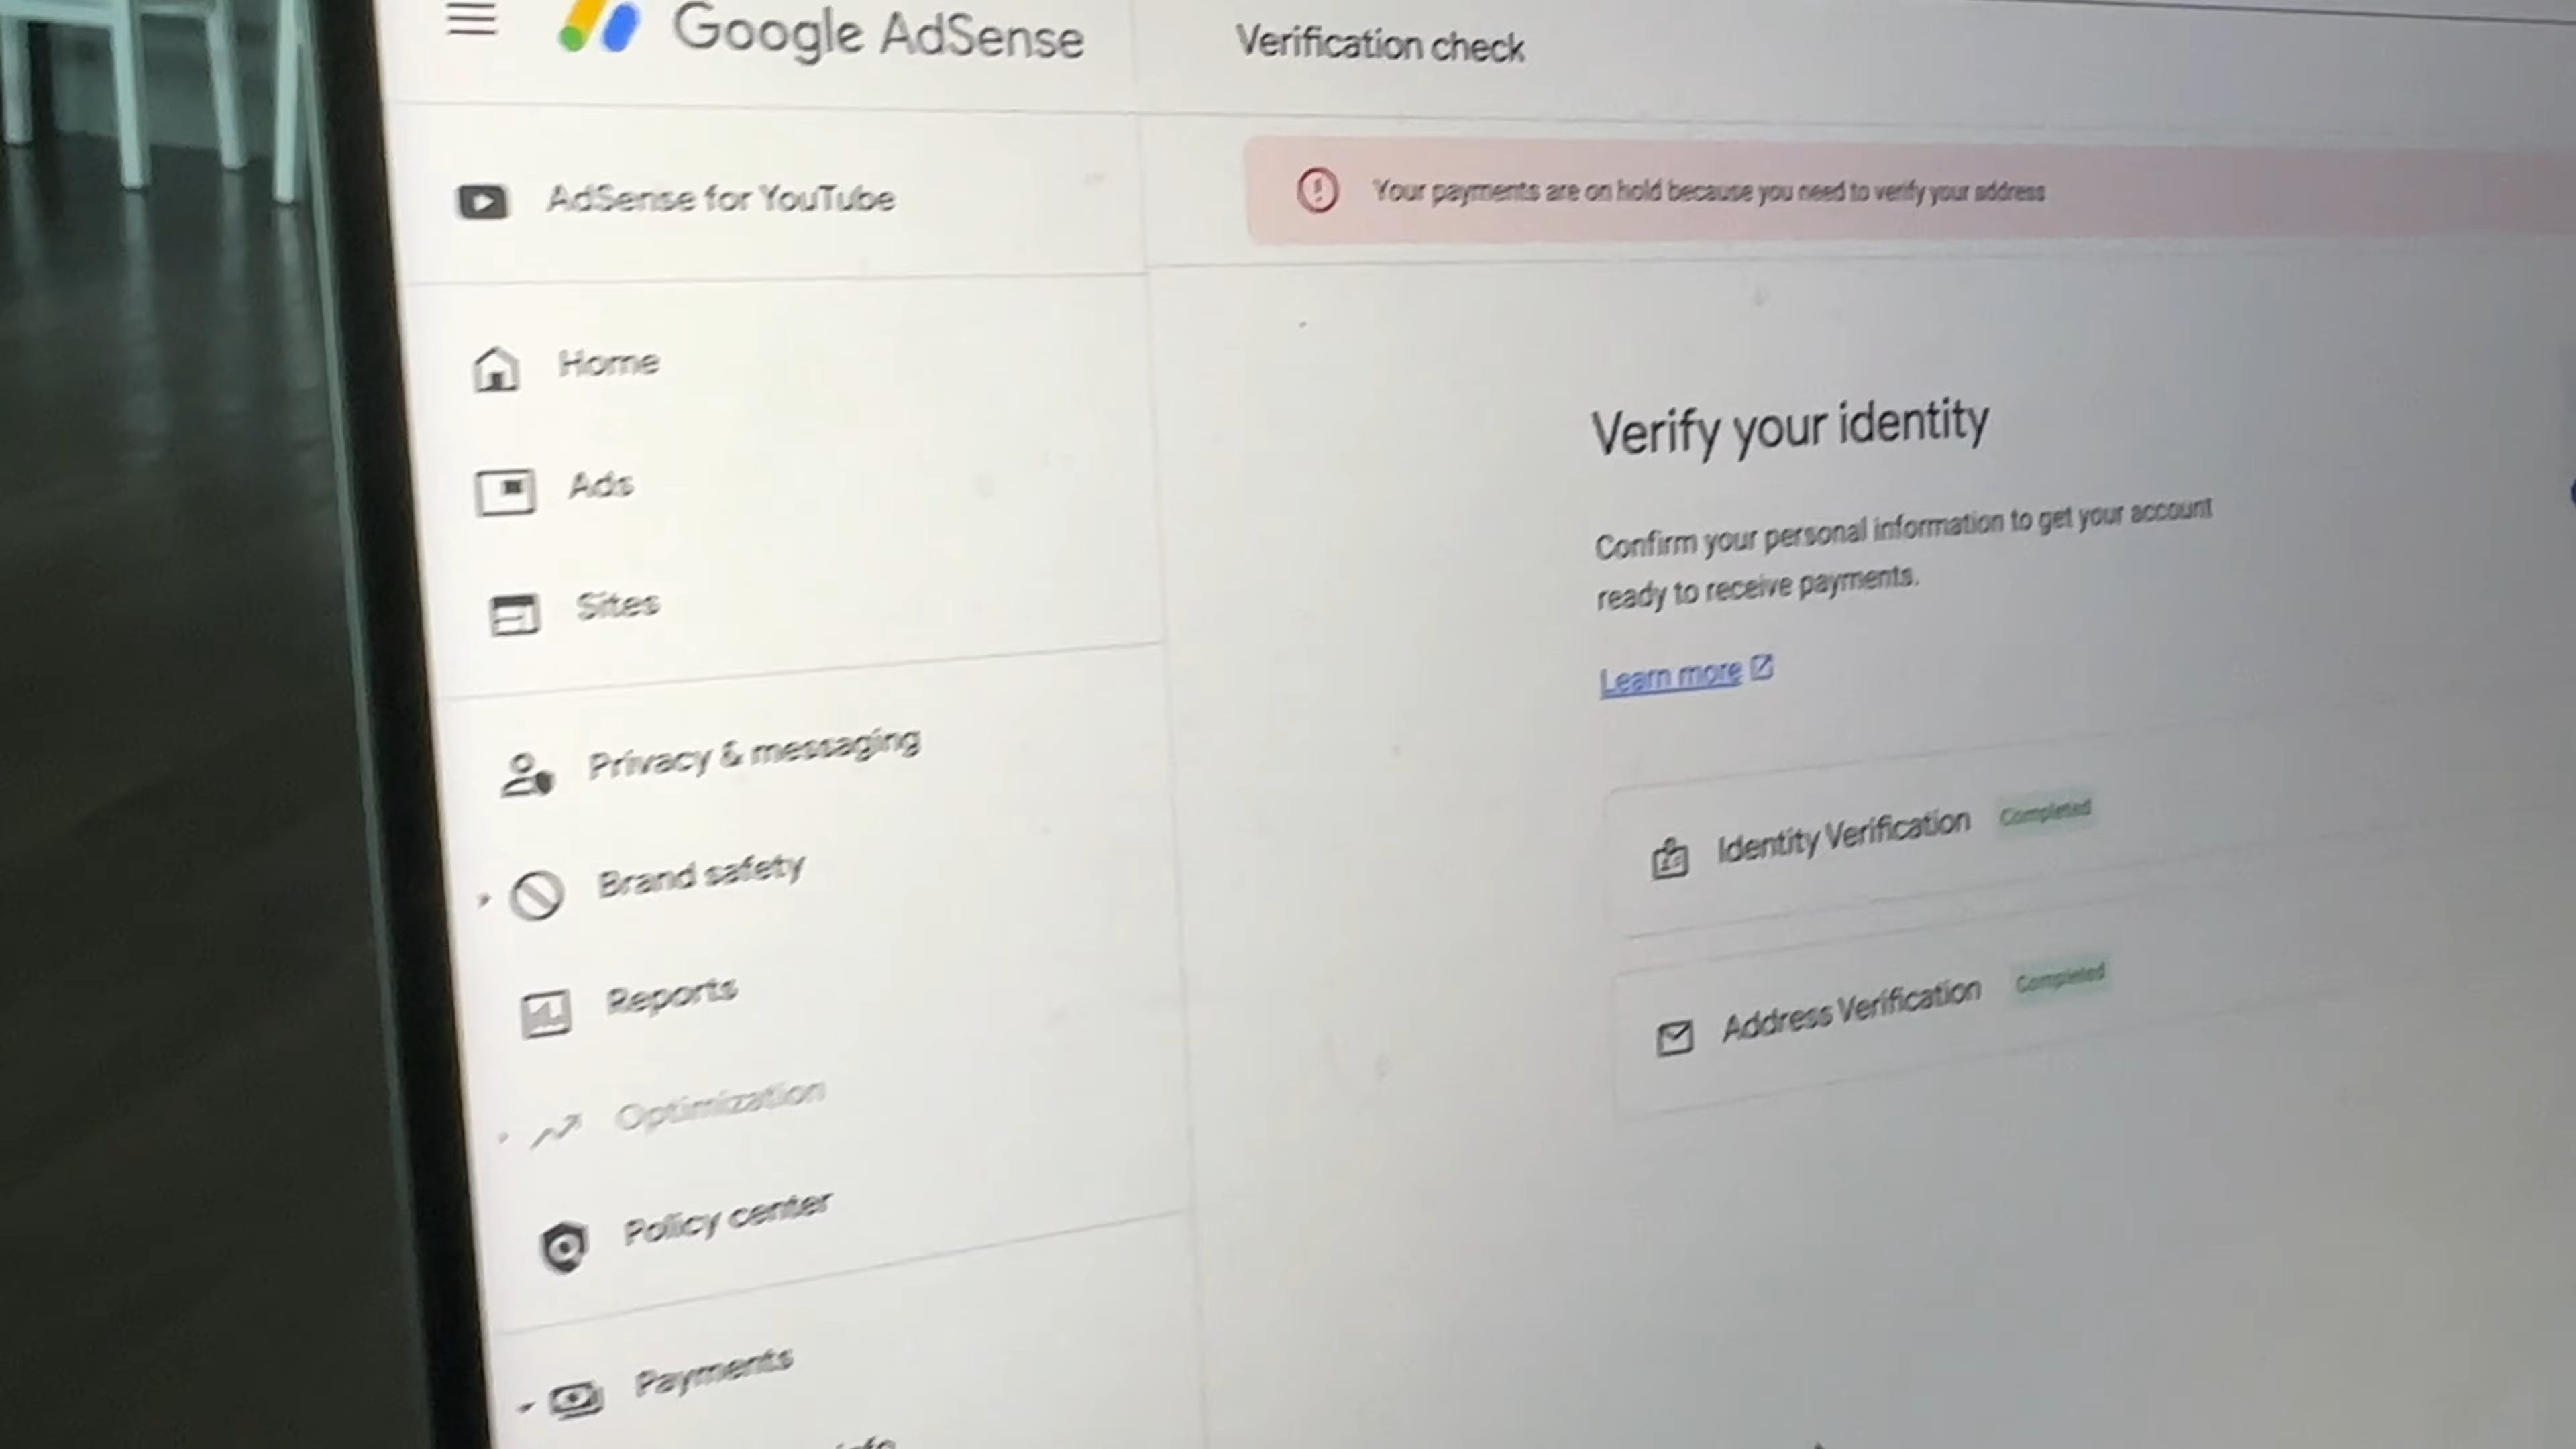 Google AdSense
Verification check
AdSense for YouTube
Your payments are on hold because you need to verify your address
Home
Ads
Sites
Privacy & messaging
Brand safety
Reports
Optimization
Policy center
Payments
Verify your identity
Confirm your personal information to get your account
ready to receive payments.
Learn more
Identity Verification Completed
Address Verification Completed